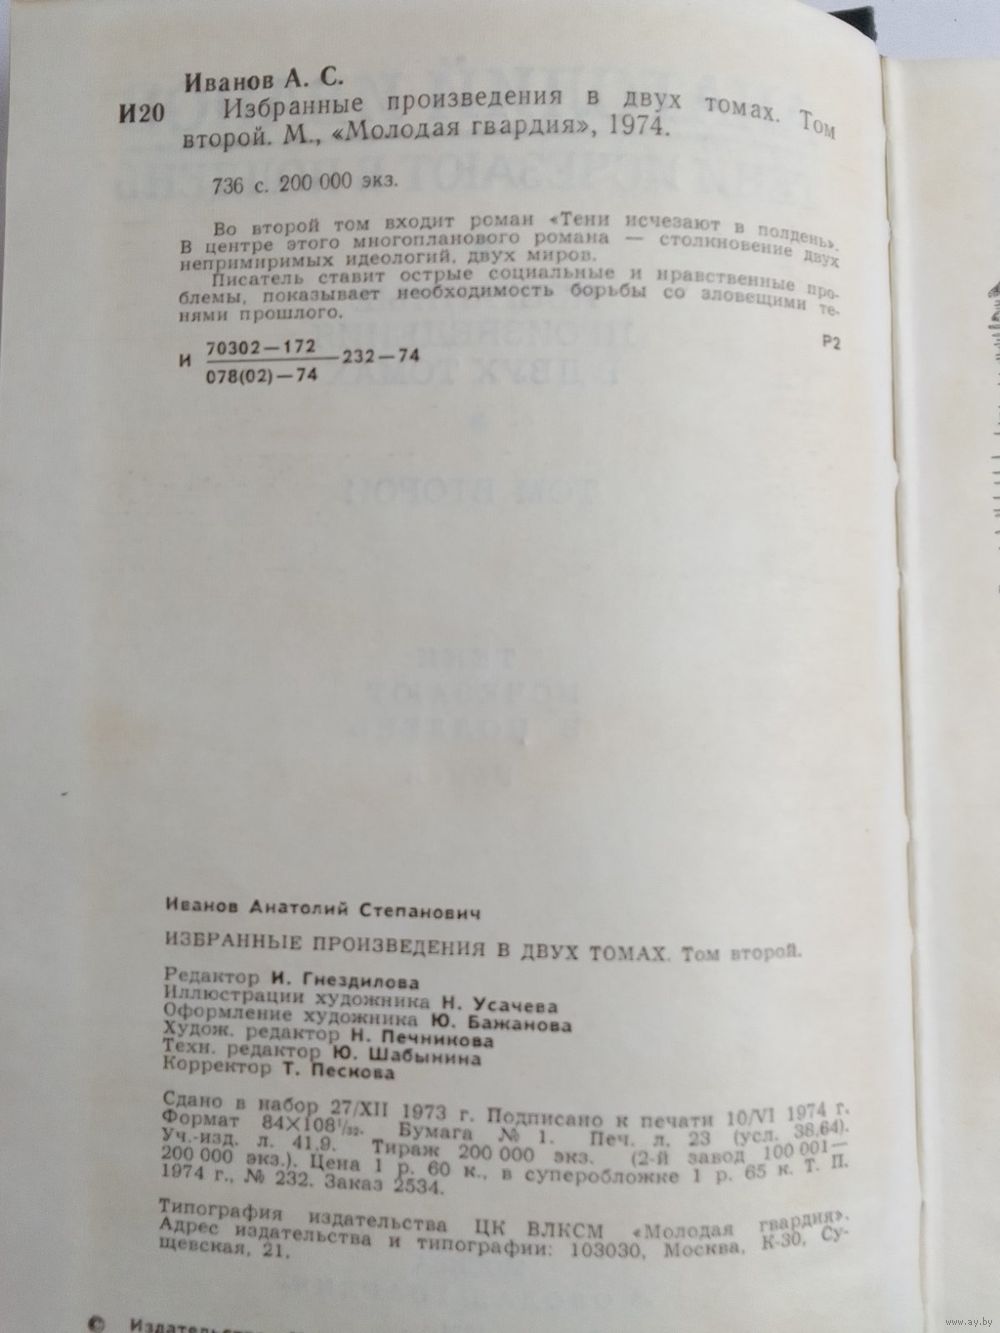 Иванов А. С.
И20 Избранные произведения в двух томах. Том
второй. М., «Молодая гвардия», 1974.
736 с. 200 000 экз.
Во второй том входит роман «Тени исчезают в полдень».
В центре этого многопланового романа — столкновение двух
непримиримых идеологий, двух миров.
Писатель ставит острые социальные и нравственные про-
блемы, показывает необходимость борьбы со зловещими те-
нями прошлого.
И 70302—172
078(02)—74
—232—74
Р2
ТОМ ВТОРОЙ
ТЕНИ
ИСЧЕЗАЮТ
В ПОЛДЕНЬ
Иванов Анатолий Степанович
ИЗБРАННЫЕ ПРОИЗВЕДЕНИЯ В ДВУХ ТОМАХ. Том второй.
Редактор И. Гнездилова
Иллюстрации художника Н. Усачева
Оформление художника Ю. Бажанова
Худож. редактор Н. Печникова
Техн. редактор Ю. Шабынина
Корректор Т. Пескова
Сдано в набор 27/XII 1973 г. Подписано к печати 10/VI 1974 г.
Формат 84×108¹/₃₂. Бумага № 1. Печ. л. 23 (усл. 38,64).
Уч.-изд. л. 41,9. Тираж 200 000 экз. (2-й завод 100 001—
200 000 экз.). Цена 1 р. 60 к., в суперобложке 1 р. 65 к. Т. П.
1974 г., № 232. Заказ 2534.
Типография издательства ЦК ВЛКСМ «Молодая гвардия».
Адрес издательства и типографии: 103030, Москва, К-30, Су-
щевская, 21.
©
www.ay.by